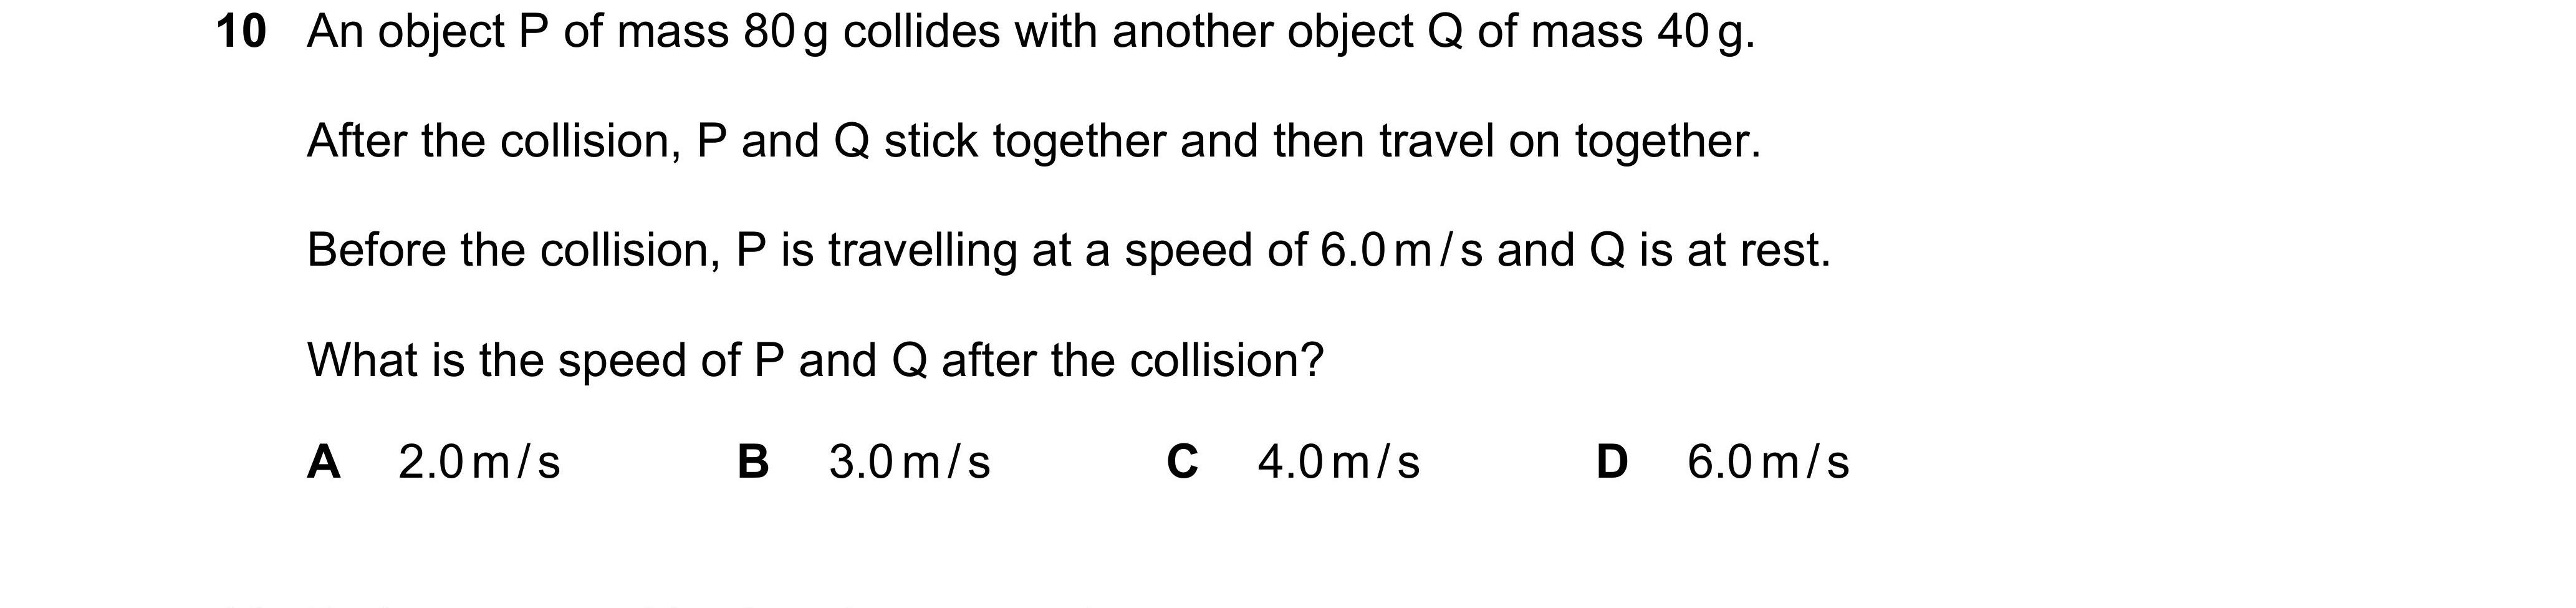 10 An object P of mass 80 g collides with another object Q of mass 40 g.
After the collision, P and Q stick together and then travel on together.
Before the collision, P is travelling at a speed of 6.0 m / s and Q is at rest.
What is the speed of P and Q after the collision?
A 2.0 m / s B 3.0 m / s C 4.0 m / s D 6.0 m / s